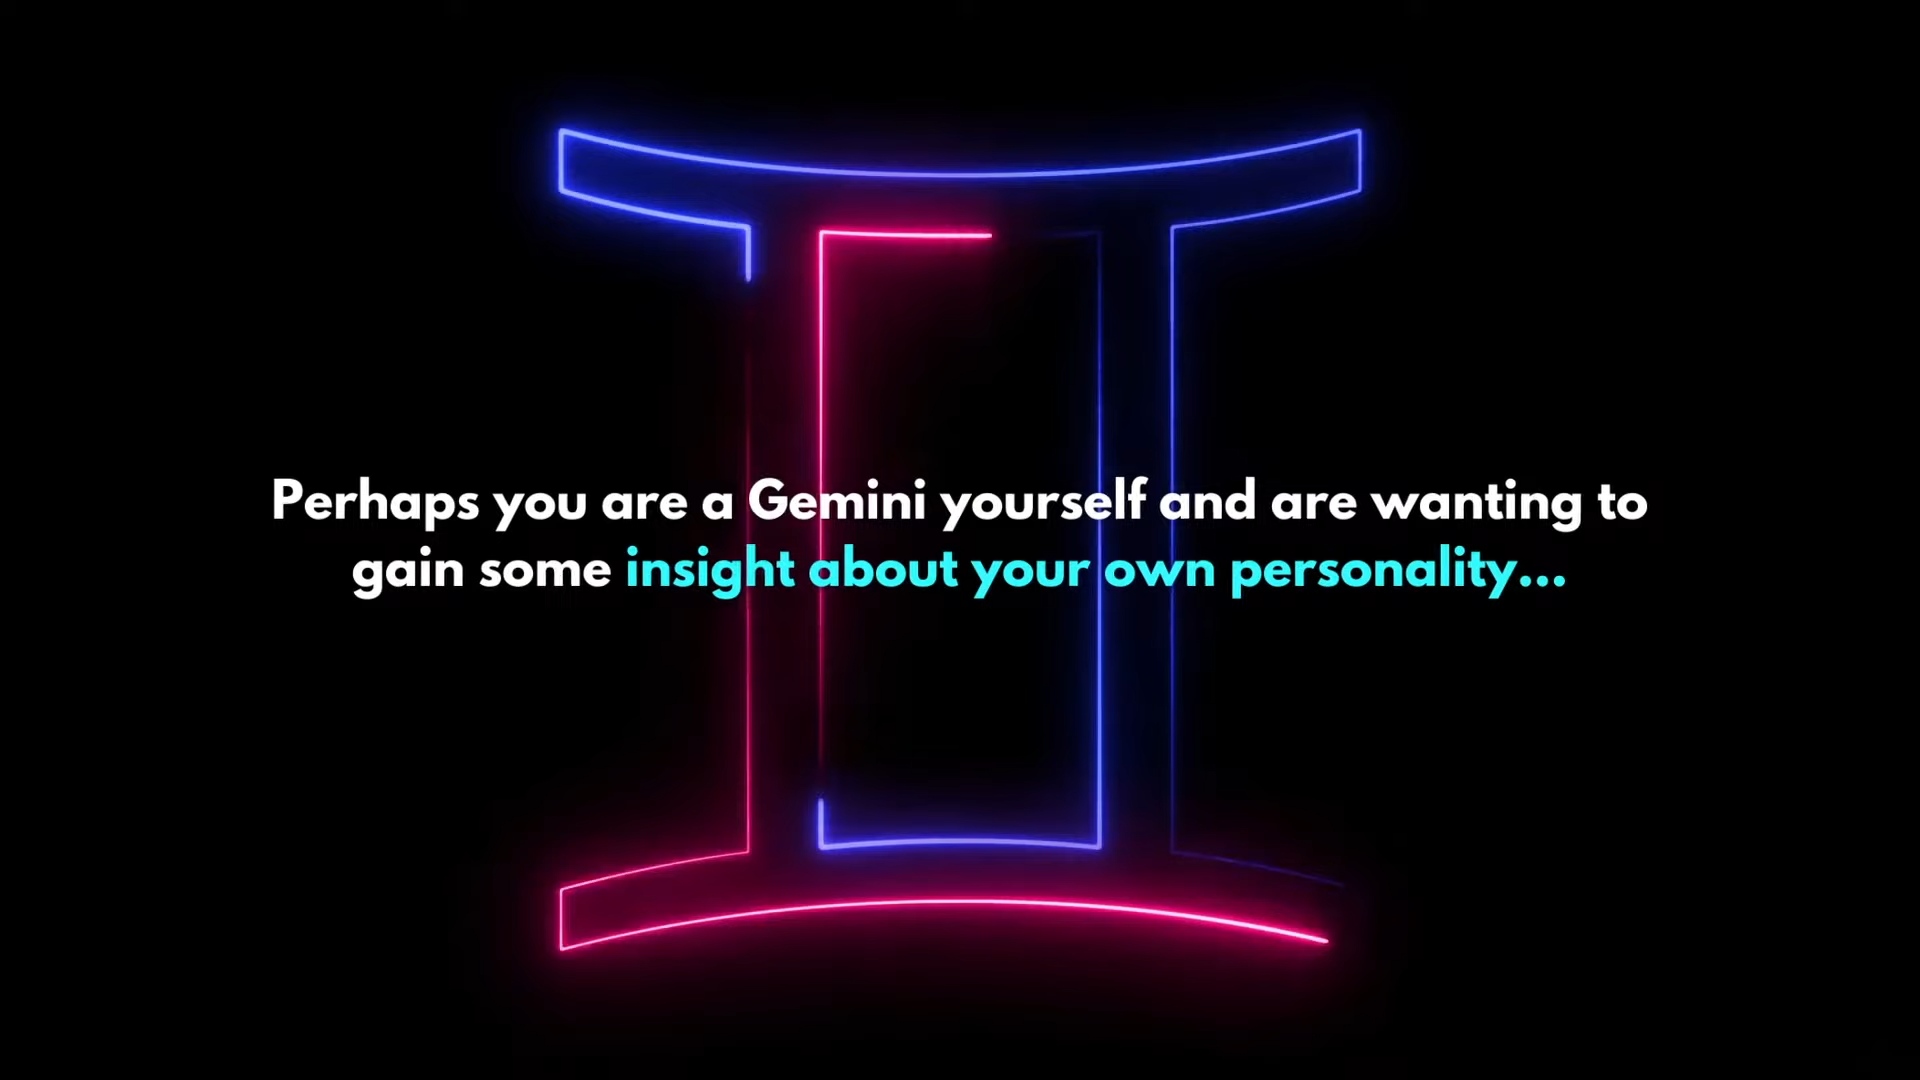 Perhaps you are a Gemini yourself and are wanting to
gain some insight about your own personality...